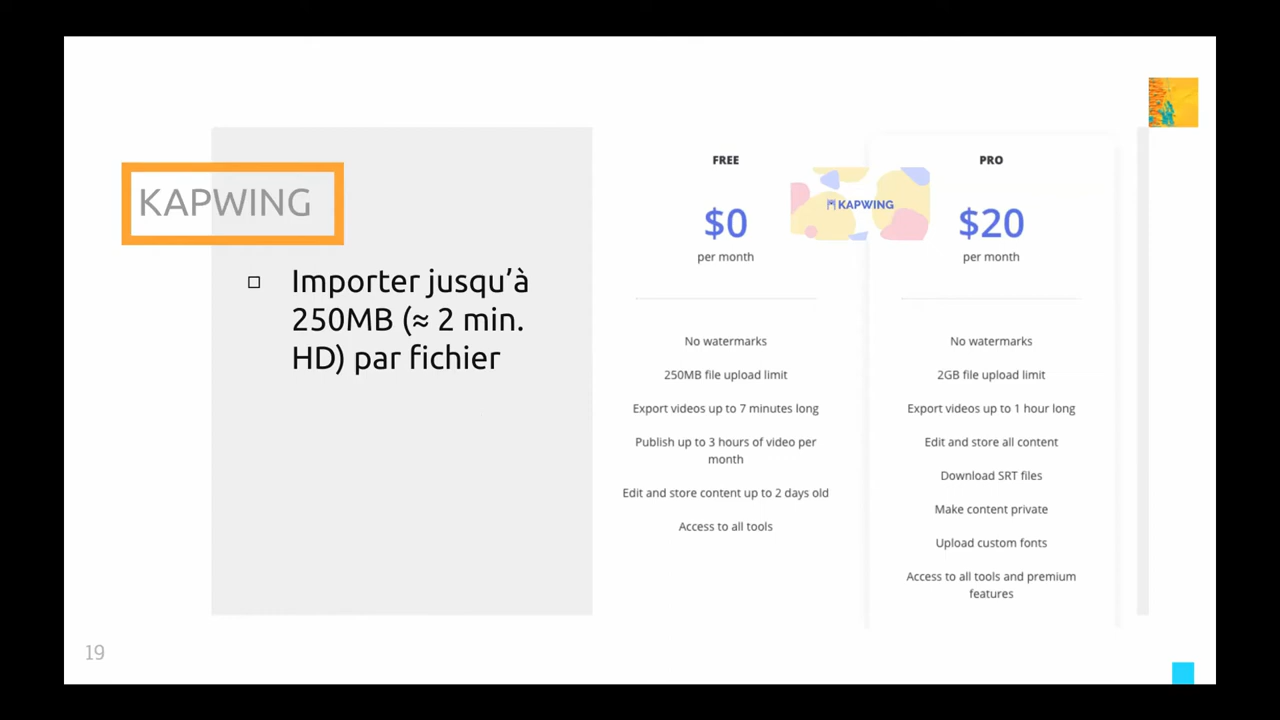 KAPWING
▫ Importer jusqu’à
250MB (≈ 2 min.
HD) par fichier
FREE
$0
per month
No watermarks
250MB file upload limit
Export videos up to 7 minutes long
Publish up to 3 hours of video per
month
Edit and store content up to 2 days old
Access to all tools
KAPWING
PRO
$20
per month
No watermarks
2GB file upload limit
Export videos up to 1 hour long
Edit and store all content
Download SRT files
Make content private
Upload custom fonts
Access to all tools and premium
features
19